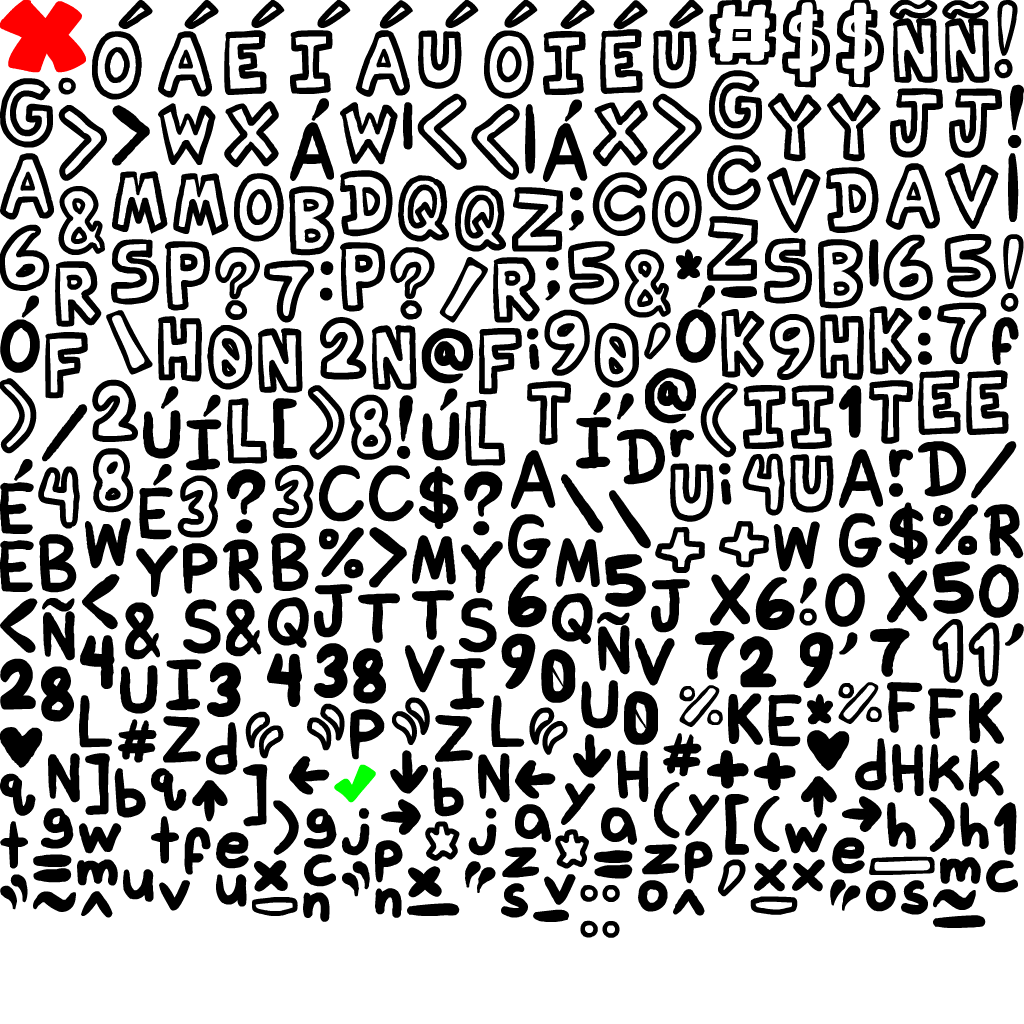 Ó Á É Í Á Ú Ó Í É Ú # $ $ Ñ Ñ !
G > > W X Á W | < < | Á X > G Y Y J J !
A & M M O B D Q Q Z ; C O C V D A V |
6 R S P ? 7 : P ? / R ; 5 & * Z S B | 6 5 !
Ó F \ H 0 N 2 N @ F i 9 0 ' Ó K 9 H K : 7 f
) / 2 Ú Í L [ ) 8 ! Ú L T Í ' D @ ( I I 1 T E E
É 4 8 É 3 ? 3 C C $ ? A \ \ r U i 4 U A r D /
E B W Y P R B % > M Y G M 5 + + W G $ % R
< Ñ < & S & Q J T T S 6 Q Ñ J X 6 ! O X 5 O
2 8 4 U I 3 4 3 8 V I 9 0 V 7 2 9 ' 7 11 '
♥ L # Z d " " P " Z L " U 0 % K E * % F F K
q N ] b q ↑ ] ← ✓ ↓ b N ← ↓ y H # + + ♥ ↑ d H k k
t g w t f e ) g j → * j a * a ( y [ ( w → h ) h 1
" = m u v u x c " p x " z v = z p ' x x e m c
~ ^ n n _ s _ o ^ " o s ~ _